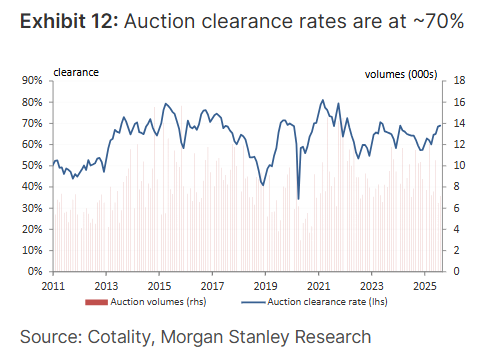 Exhibit 12: Auction clearance rates are at ~70%
clearance volumes (000s)
90% 18
80% 16
70% 14
60% 12
50% 10
40% 8
30% 6
20% 4
10% 2
0% 0
2011 2013 2015 2017 2019 2021 2023 2025
Auction volumes (rhs) Auction clearance rate (lhs)
Source: Cotality, Morgan Stanley Research